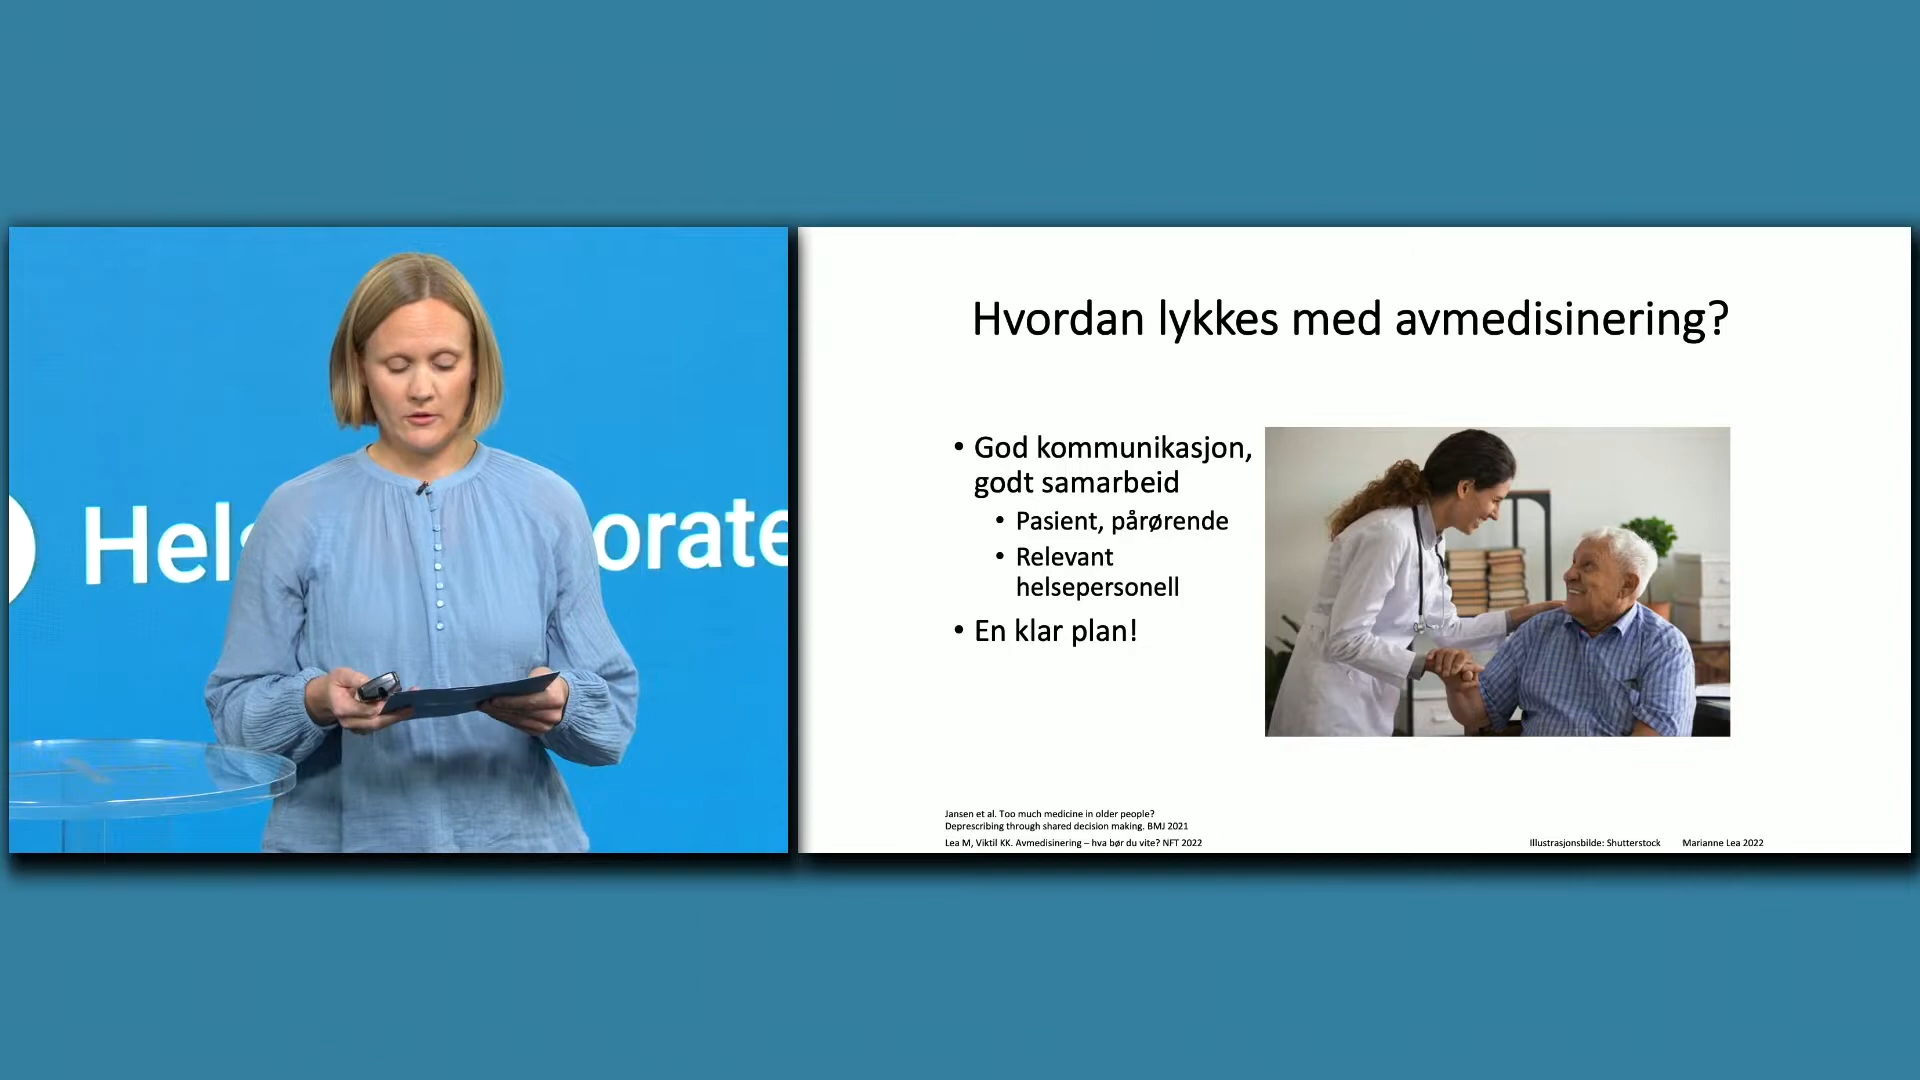 Hels
orate
Hvordan lykkes med avmedisinering?
• God kommunikasjon,
godt samarbeid
• Pasient, pårørende
• Relevant
helsepersonell
• En klar plan!
Jansen et al. Too much medicine in older people?
Deprescribing through shared decision making. BMJ 2021
Lea M, Viktil KK. Avmedisinering – hva bør du vite? NFT 2022
Illustrasjonsbilde: Shutterstock Marianne Lea 2022